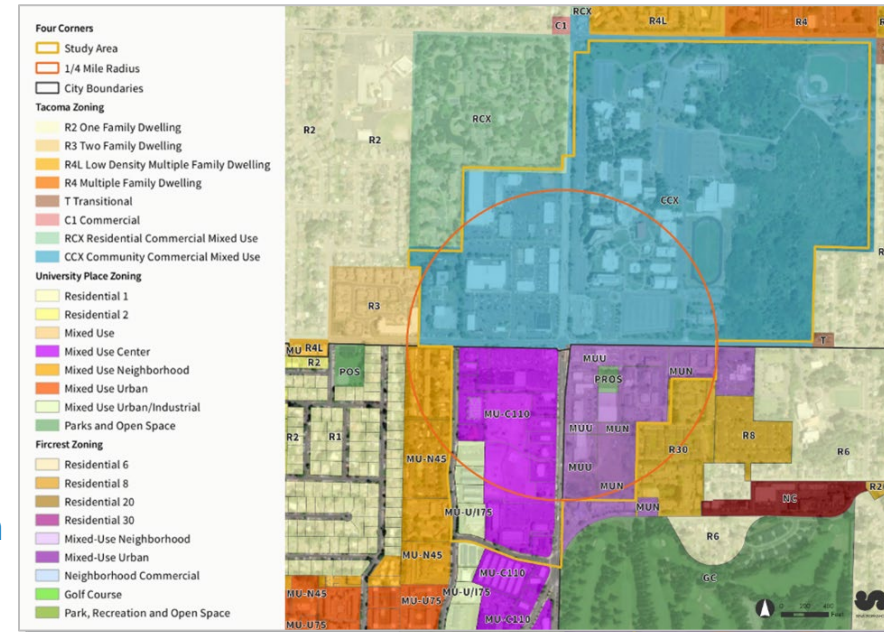 Four Corners
Study Area
1/4 Mile Radius
City Boundaries
Tacoma Zoning
R2 One Family Dwelling
R3 Two Family Dwelling
R4L Low Density Multiple Family Dwelling
R4 Multiple Family Dwelling
T Transitional
C1 Commercial
RCX Residential Commercial Mixed Use
CCX Community Commercial Mixed Use
University Place Zoning
Residential 1
Residential 2
Mixed Use
Mixed Use Center
Mixed Use Neighborhood
Mixed Use Urban
Mixed Use Urban/Industrial
Parks and Open Space
Fircrest Zoning
Residential 6
Residential 8
Residential 20
Residential 30
Mixed-Use Neighborhood
Mixed-Use Urban
Neighborhood Commercial
Golf Course
Park, Recreation and Open Space
RCX
C1
R4L
R4
R2
R2
RCX
CCX
R3
T
MU R4L
R2
POS
MUU
MUN
PROS
MU-C110
R2
R1
MUU MUN
R30
R8
R6
MU-N45
MUU
MUN
NC
MU-U/I75
MUN
R6
MU-N45
MU-C110
GC
MU-N45
MU-U75
MU-U/I75
MU-C110
MU-U75